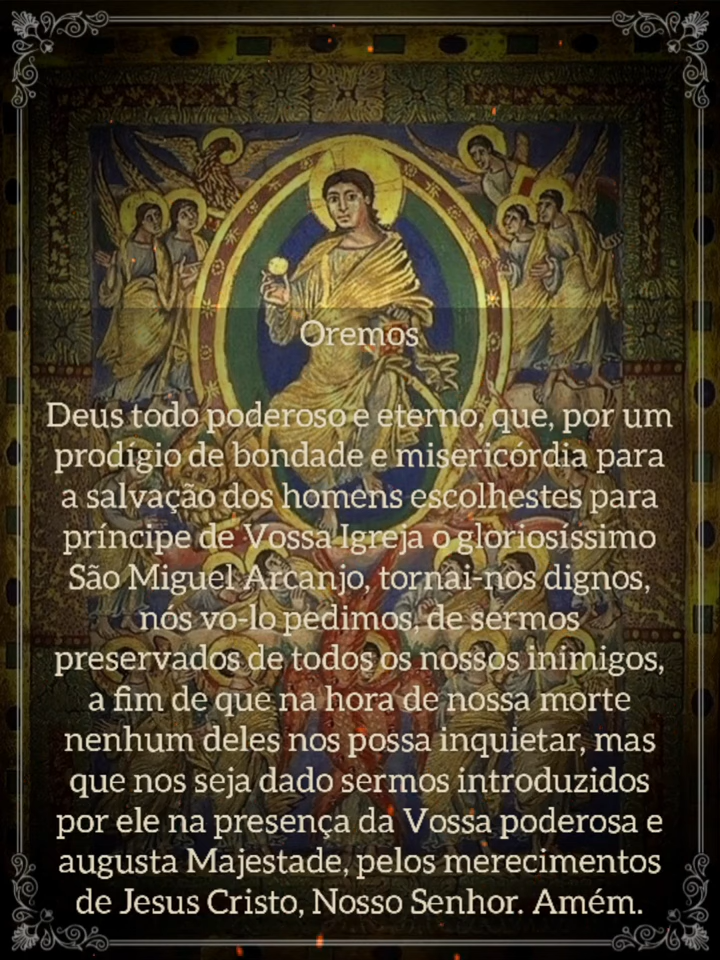 Oremos
Deus todo poderoso e eterno, que, por um
prodígio de bondade e misericórdia para
a salvação dos homens escolhestes para
príncipe de Vossa Igreja o gloriosíssimo
São Miguel Arcanjo, tornai-nos dignos,
nós vo-lo pedimos, de sermos
preservados de todos os nossos inimigos,
a fim de que na hora de nossa morte
nenhum deles nos possa inquietar, mas
que nos seja dado sermos introduzidos
por ele na presença da Vossa poderosa e
augusta Majestade, pelos merecimentos
de Jesus Cristo, Nosso Senhor. Amém.